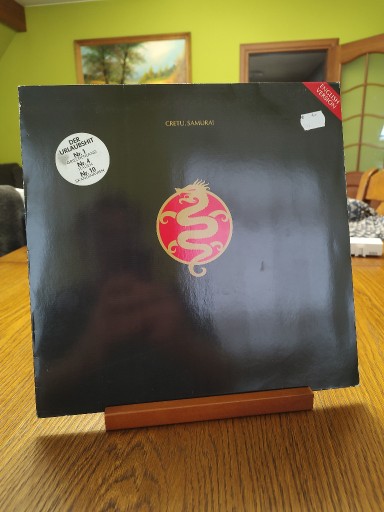 CRETU. SAMURAI
ENGLISH
VERSION
DER
URLAUBSHIT
Nr. 1
Nr. 4
Nr. 10